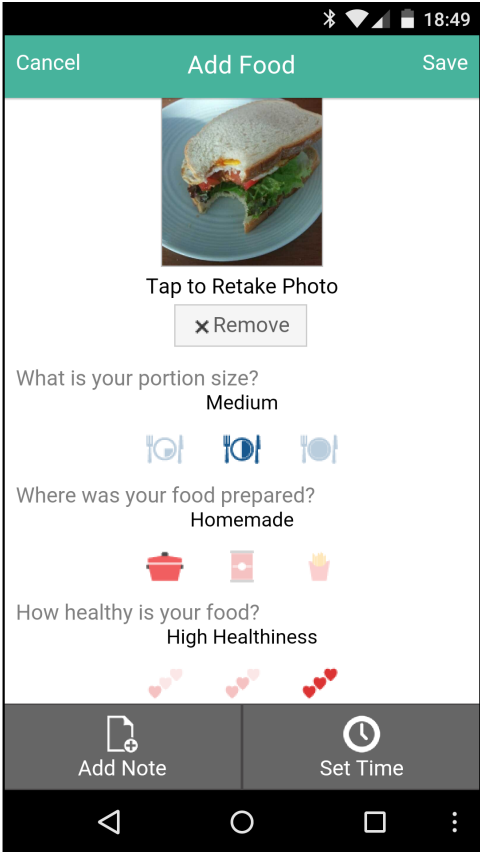 18:49
Cancel Add Food Save
Tap to Retake Photo
Remove
What is your portion size?
Medium
Where was your food prepared?
Homemade
How healthy is your food?
High Healthiness
Add Note Set Time